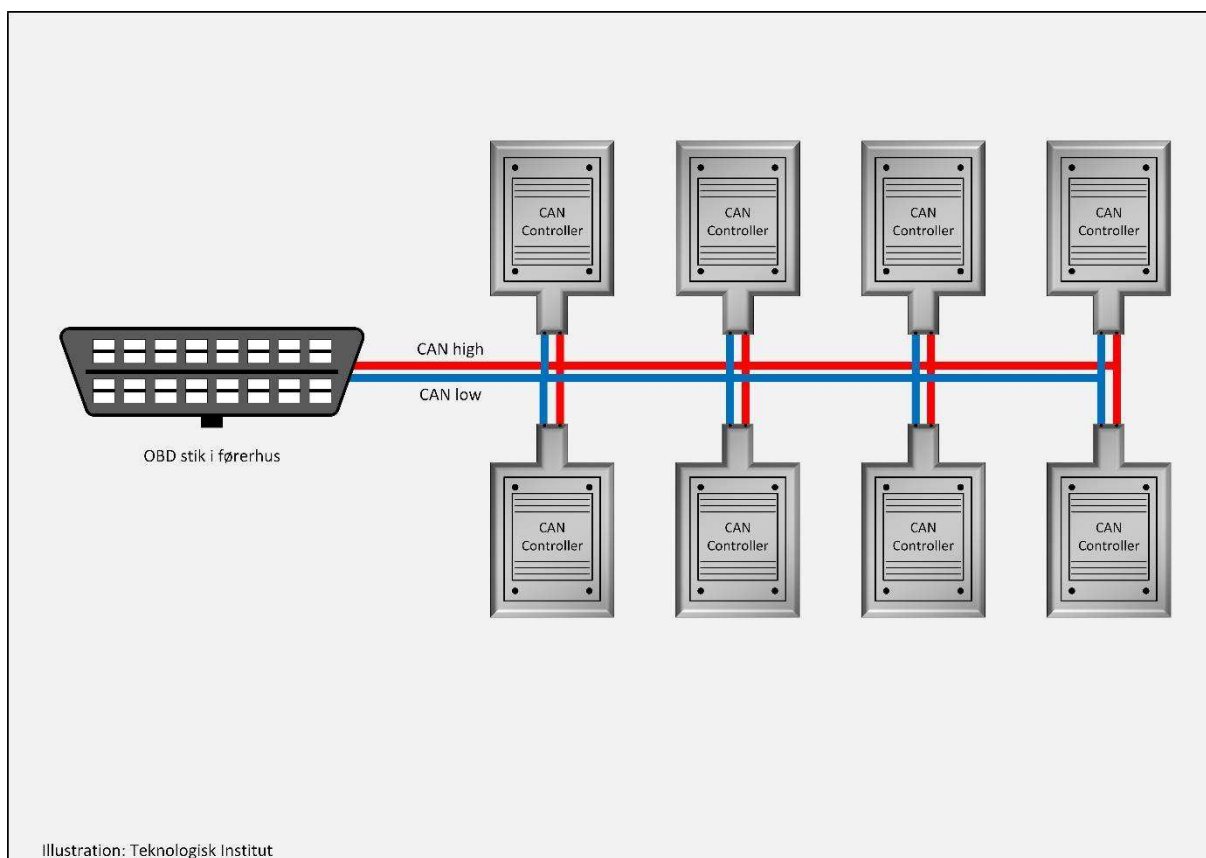 CAN
Controller
CAN
Controller
CAN
Controller
CAN
Controller
CAN high
CAN low
OBD stik i førerhus
CAN
Controller
CAN
Controller
CAN
Controller
CAN
Controller
Illustration: Teknologisk Institut